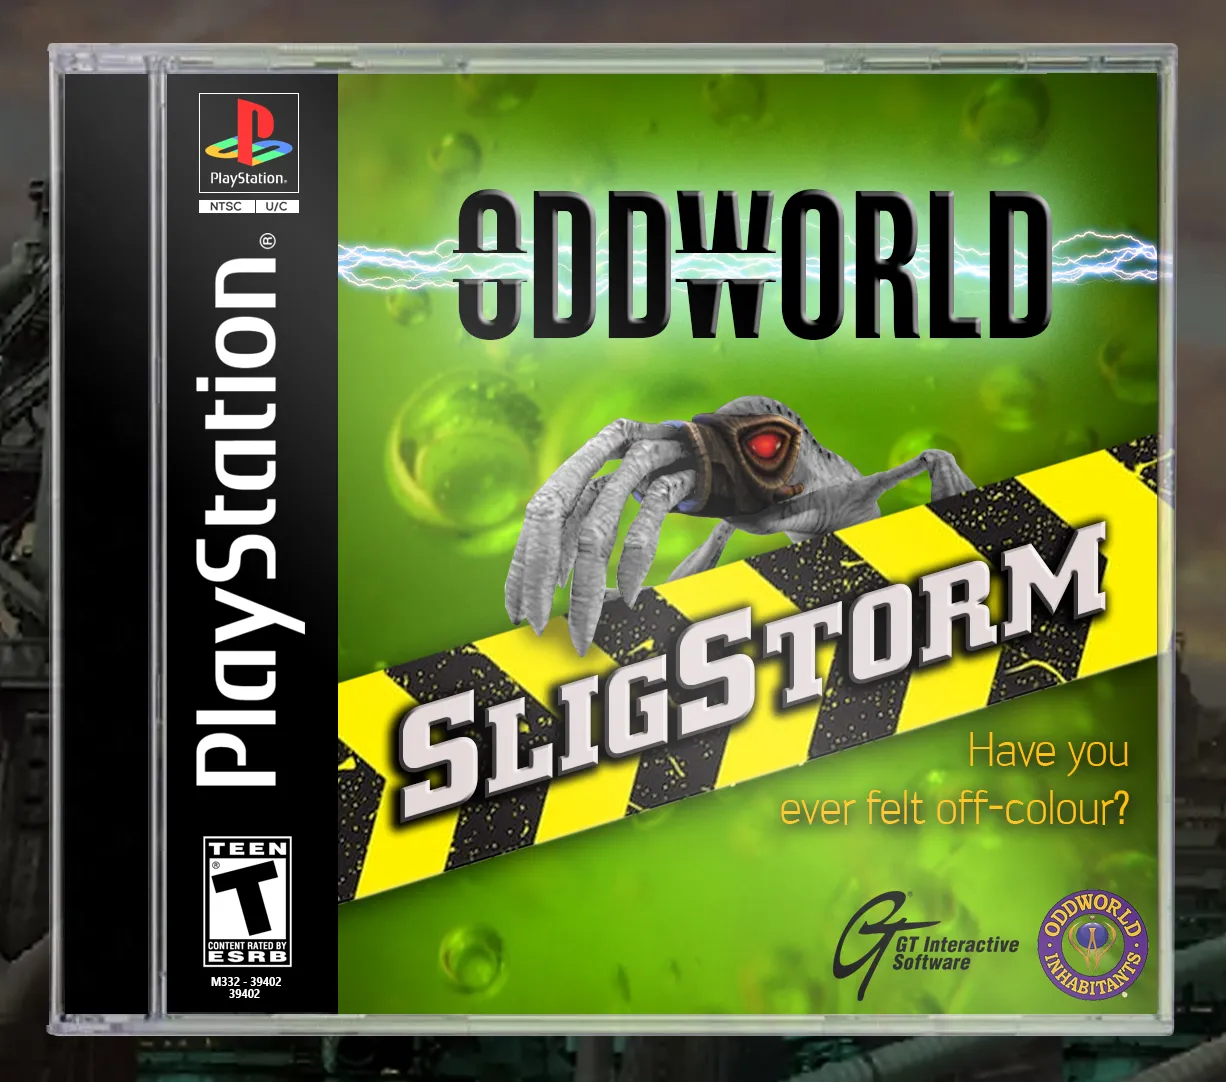 PlayStation®
NTSC U/C
PlayStation®
TEEN
T
®
CONTENT RATED BY
ESRB
M332 - 39402
39402
ODDWORLD
SLIGSTORM
Have you
ever felt off-colour?
GT®
GT Interactive
Software
ODDWORLD
INHABITANTS